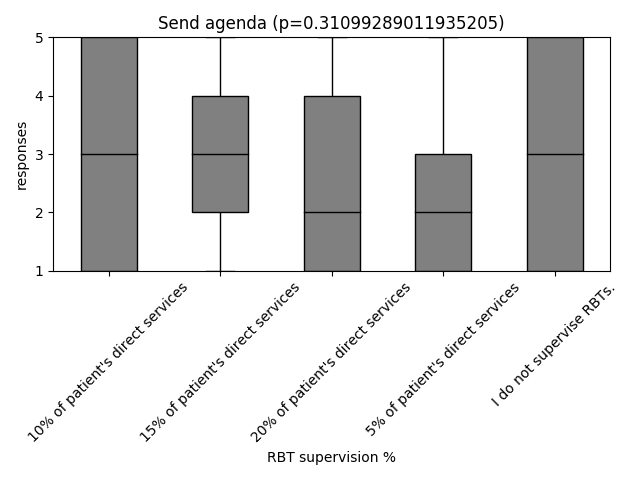 Send agenda (p=0.31099289011935205)
5
4
3
2
1
responses
10% of patient's direct services
15% of patient's direct services
20% of patient's direct services
5% of patient's direct services
I do not supervise RBTs.
RBT supervision %